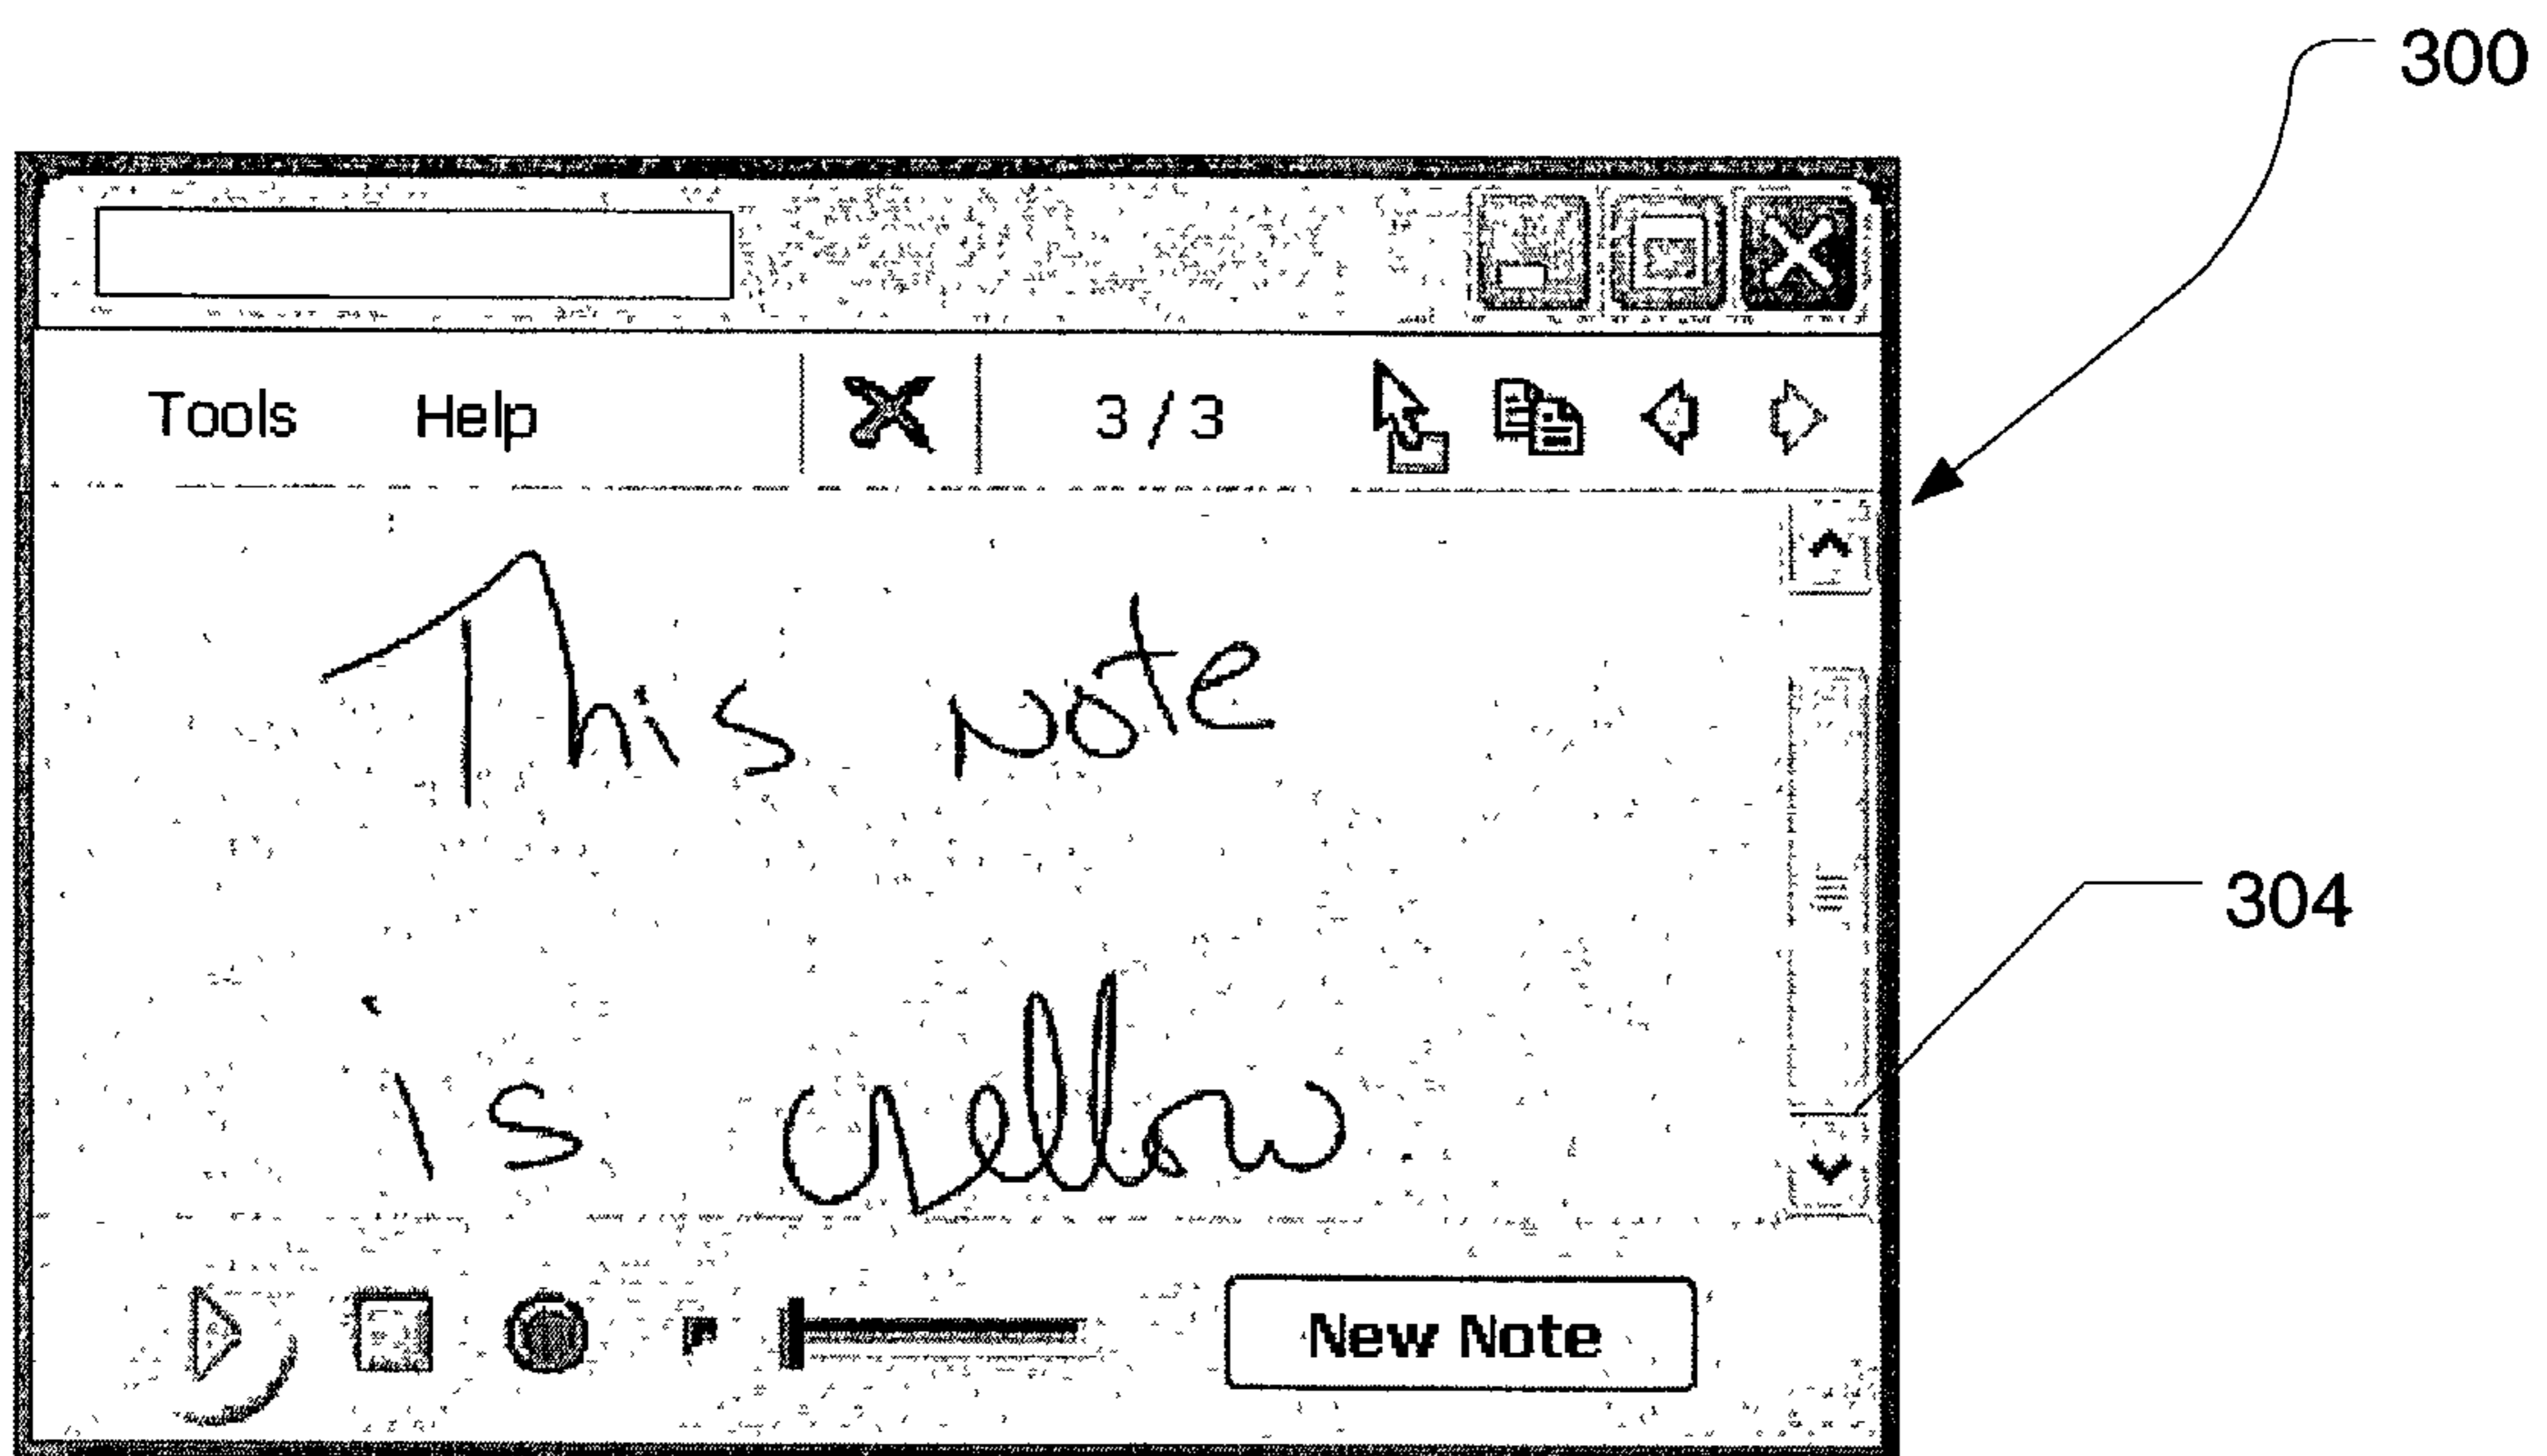 300
Tools Help 3 / 3
This Note
304
is yellow
New Note